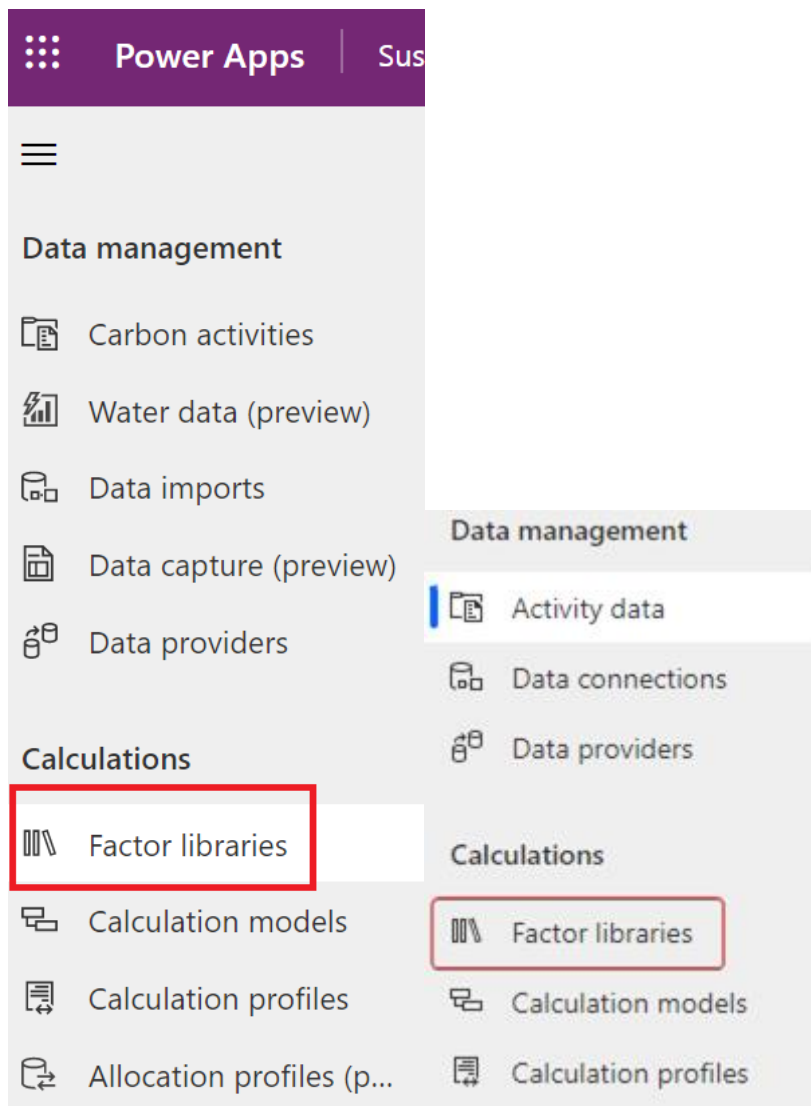 Power Apps
Sus
Data management
Carbon activities
Water data (preview)
Data imports
Data capture (preview)
Data providers
Calculations
Factor libraries
Calculation models
Calculation profiles
Allocation profiles (p...
Data management
Activity data
Data connections
Data providers
Calculations
Factor libraries
Calculation models
Calculation profiles